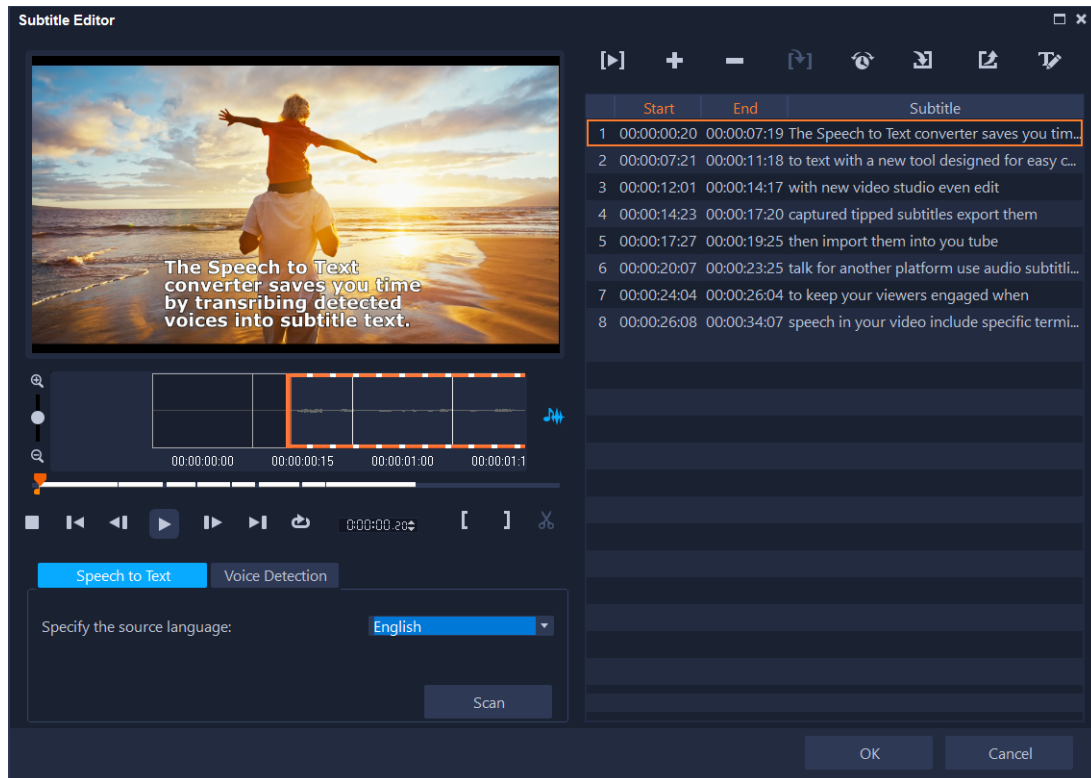 Subtitle Editor
The Speech to Text
converter saves you time
by transribing detected
voices into subtitle text.
00:00:00:00 00:00:00:15 00:00:01:00 00:00:01:1
0:00:00.20
Speech to Text Voice Detection
Specify the source language: English
Scan
Start End Subtitle
1 00:00:00:20 00:00:07:19 The Speech to Text converter saves you tim...
2 00:00:07:21 00:00:11:18 to text with a new tool designed for easy c...
3 00:00:12:01 00:00:14:17 with new video studio even edit
4 00:00:14:23 00:00:17:20 captured tipped subtitles export them
5 00:00:17:27 00:00:19:25 then import them into you tube
6 00:00:20:07 00:00:23:25 talk for another platform use audio subtitli...
7 00:00:24:04 00:00:26:04 to keep your viewers engaged when
8 00:00:26:08 00:00:34:07 speech in your video include specific termi...
OK Cancel